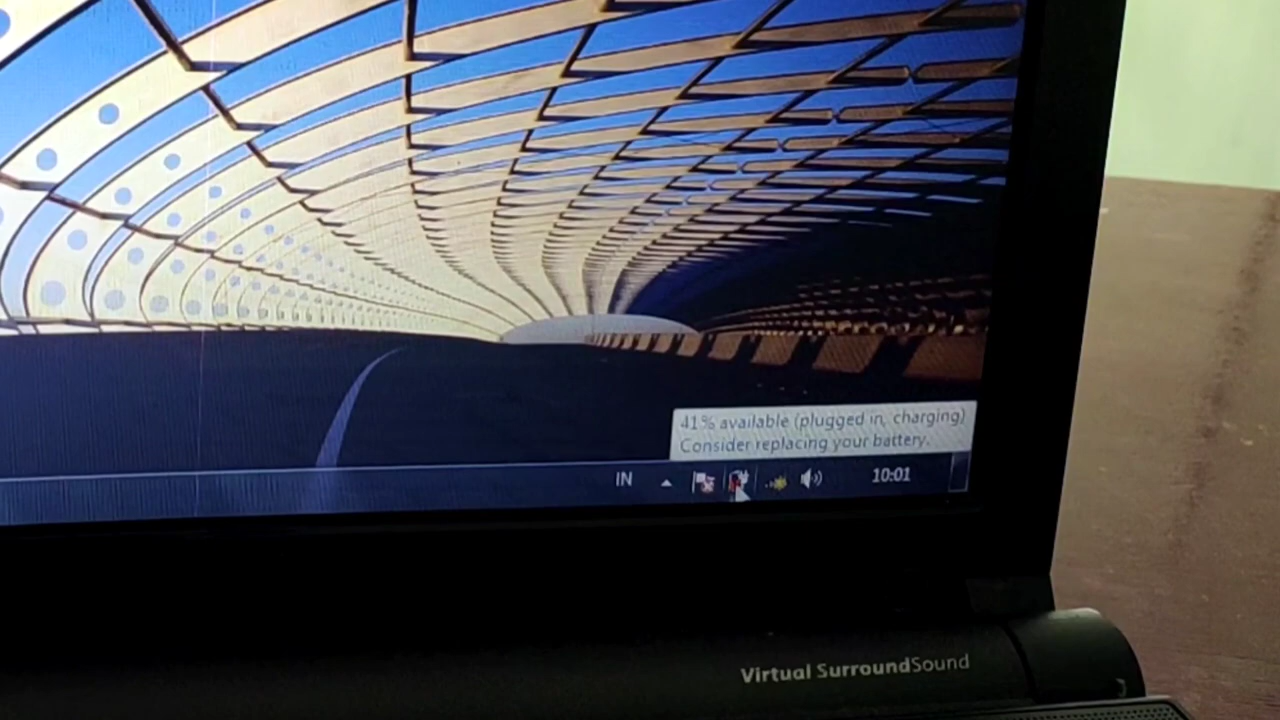 41% available (plugged in, charging)
Consider replacing your battery.
IN
10:01
Virtual SurroundSound